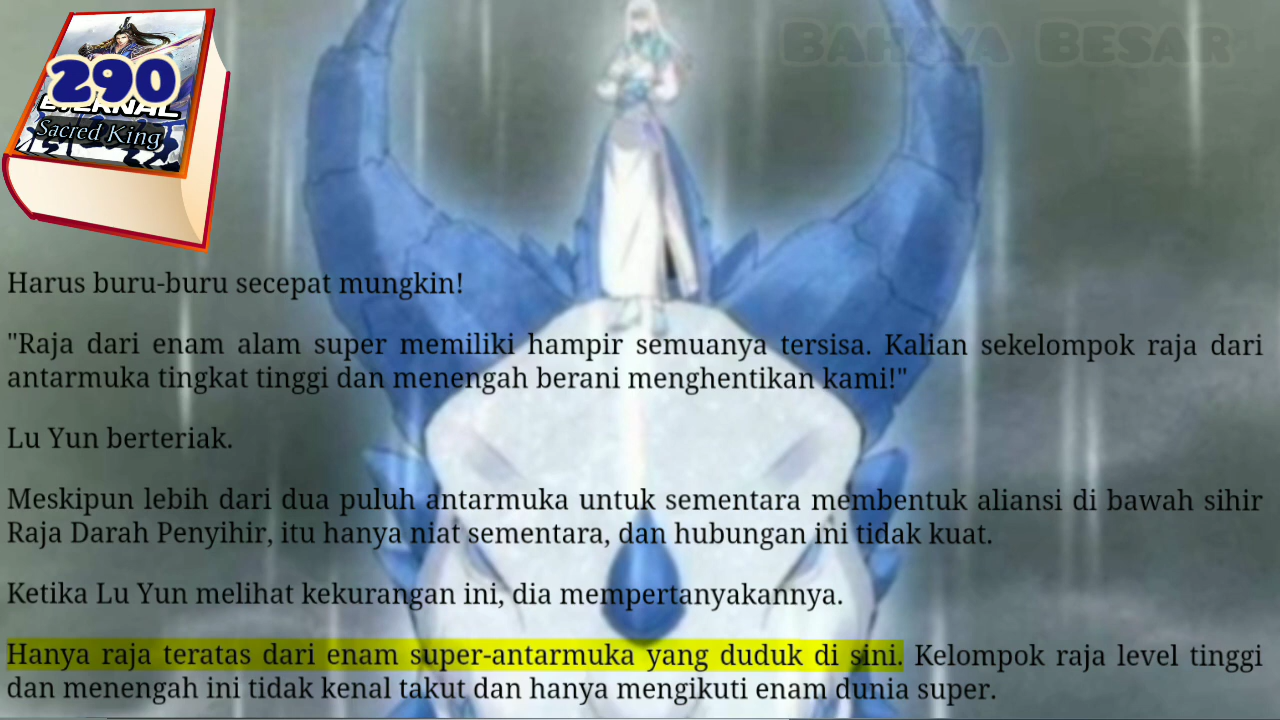 Bahaya Besar
290
ETERNAL
Sacred King
Harus buru-buru secepat mungkin!
"Raja dari enam alam super memiliki hampir semuanya tersisa. Kalian sekelompok raja dari
antarmuka tingkat tinggi dan menengah berani menghentikan kami!"
Lu Yun berteriak.
Meskipun lebih dari dua puluh antarmuka untuk sementara membentuk aliansi di bawah sihir
Raja Darah Penyihir, itu hanya niat sementara, dan hubungan ini tidak kuat.
Ketika Lu Yun melihat kekurangan ini, dia mempertanyakannya.
Hanya raja teratas dari enam super-antarmuka yang duduk di sini. Kelompok raja level tinggi
dan menengah ini tidak kenal takut dan hanya mengikuti enam dunia super.